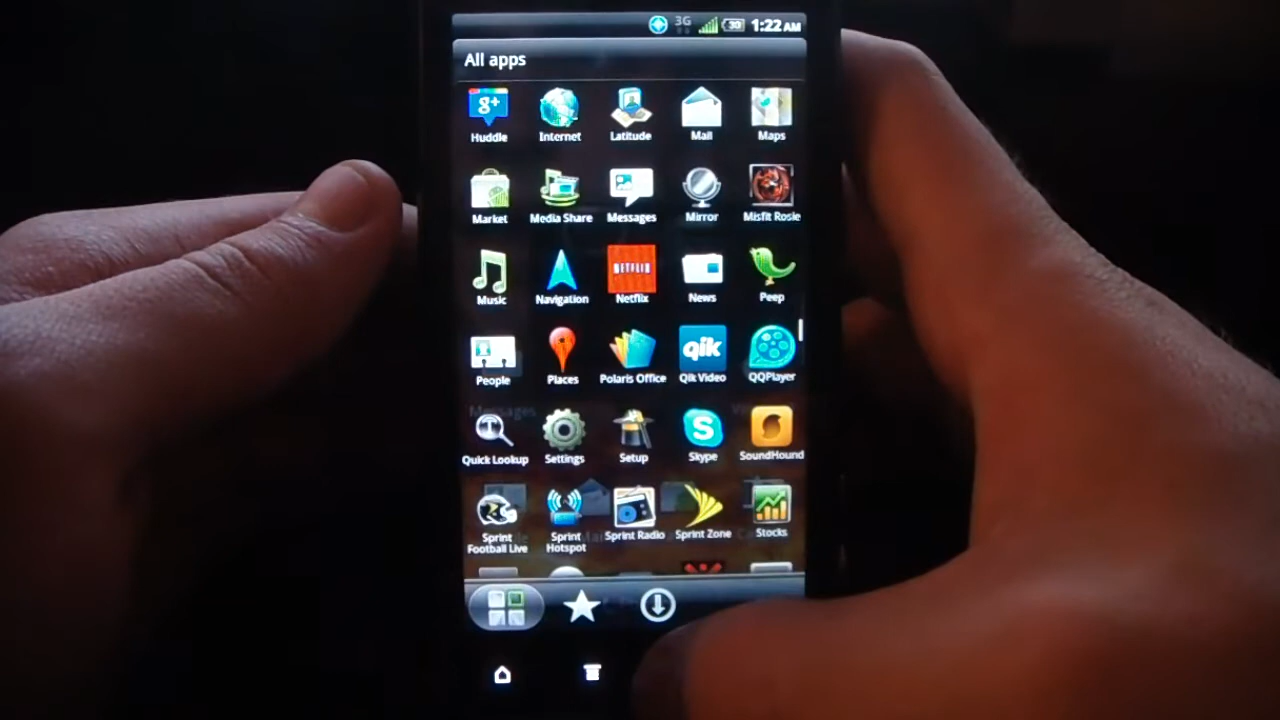 3G 30 1:22 AM
All apps
g+
Huddle Internet Latitude Mail Maps
Market Media Share Messages Mirror Misfit Rosie
NETFLIX
Music Navigation Netflix News Peep
qik
People Places Polaris Office Qik Video QQPlayer
T S
Quick Lookup Settings Setup Skype SoundHound
Sprint Football Live Sprint Hotspot Sprint Radio Sprint Zone Stocks